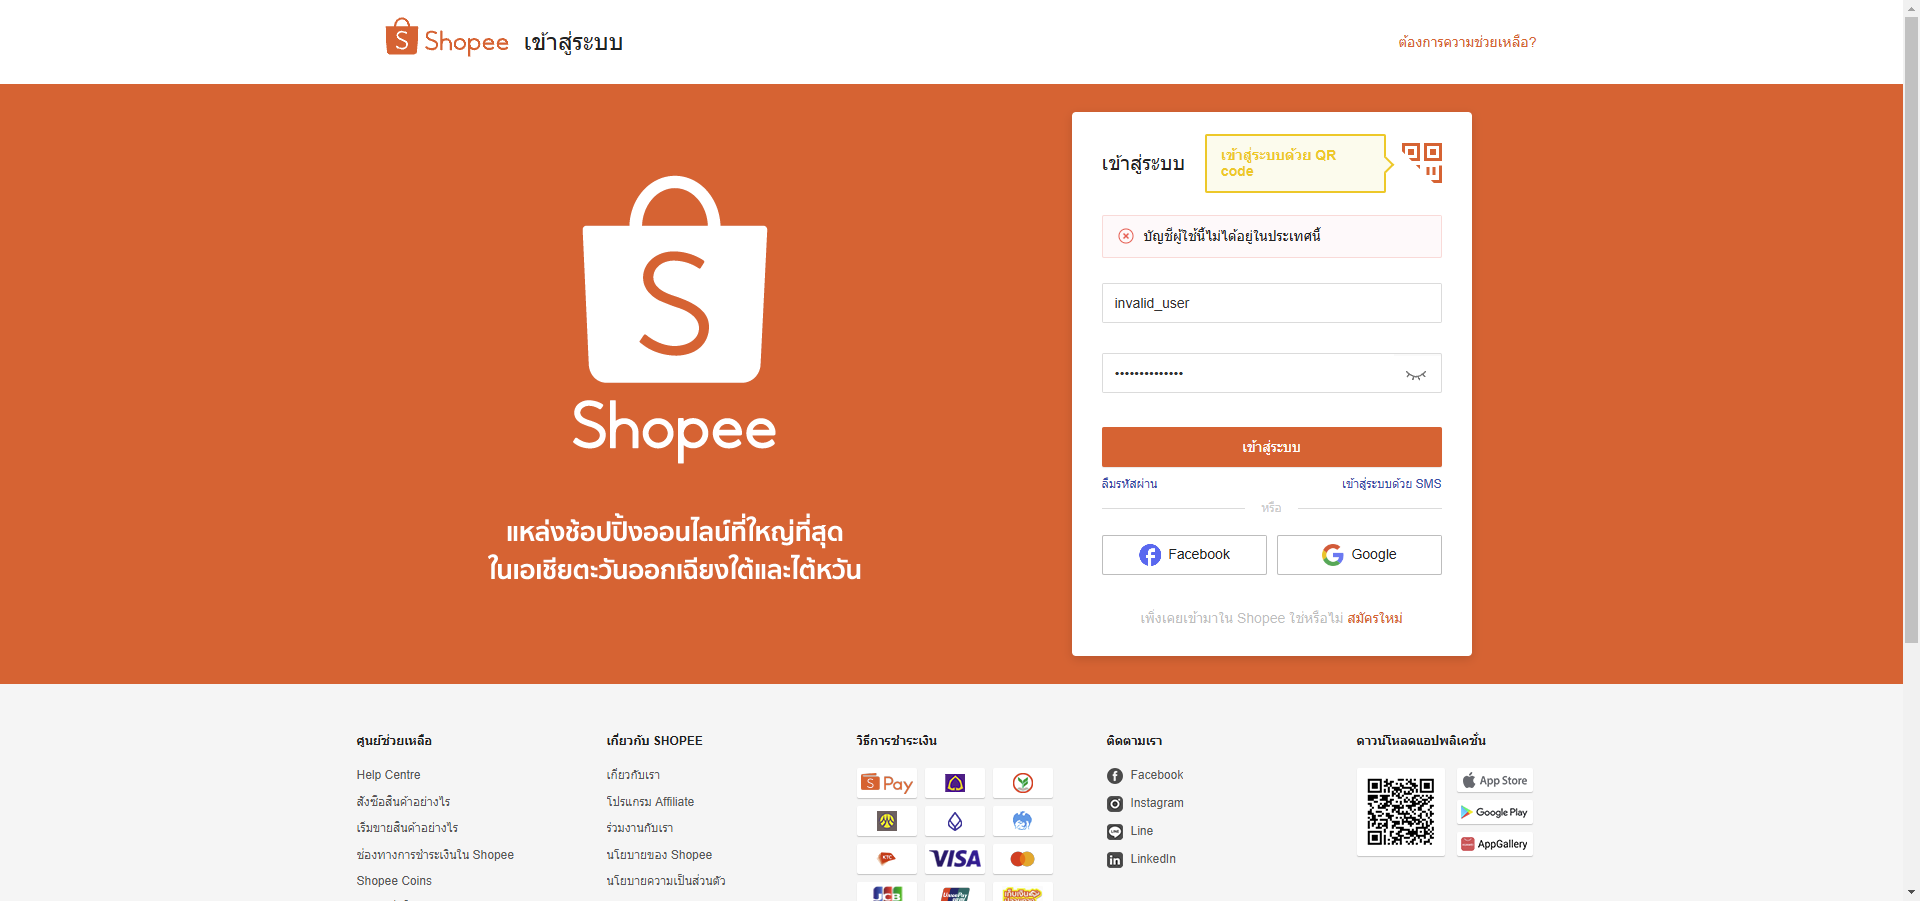 Shopee เข้าสู่ระบบ
ต้องการความช่วยเหลือ?
Shopee
แหล่งช้อปปิ้งออนไลน์ที่ใหญ่ที่สุด
ในเอเชียตะวันออกเฉียงใต้และไต้หวัน
เข้าสู่ระบบ
เข้าสู่ระบบด้วย QR
code
บัญชีผู้ใช้นี้ไม่ได้อยู่ในประเทศนี้
invalid_user
••••••••••••••
เข้าสู่ระบบ
ลืมรหัสผ่าน
เข้าสู่ระบบด้วย SMS
หรือ
Facebook
Google
เพิ่งเคยเข้ามาใน Shopee ใช่หรือไม่ สมัครใหม่
ศูนย์ช่วยเหลือ
Help Centre
สั่งซื้อสินค้าอย่างไร
เริ่มขายสินค้าอย่างไร
ช่องทางการชำระเงินใน Shopee
Shopee Coins
เกี่ยวกับ SHOPEE
เกี่ยวกับเรา
โปรแกรม Affiliate
ร่วมงานกับเรา
นโยบายของ Shopee
นโยบายความเป็นส่วนตัว
วิธีการชำระเงิน
Pay
KTC
VISA
JCB
UnionPay
ติดตามเรา
Facebook
Instagram
Line
LinkedIn
ดาวน์โหลดแอปพลิเคชั่น
App Store
Google Play
AppGallery